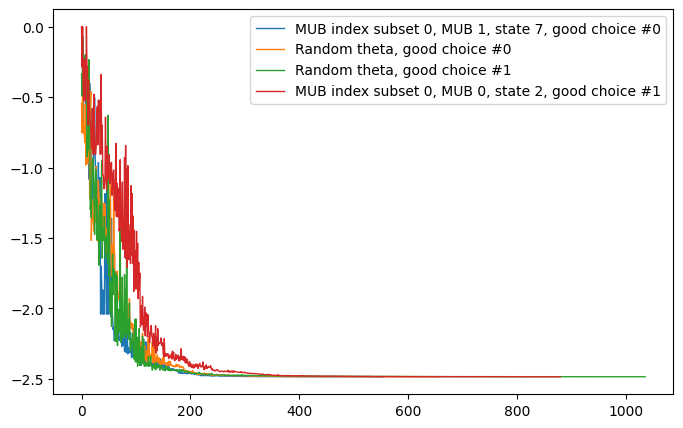 MUB index subset 0, MUB 1, state 7, good choice #0
Random theta, good choice #0
Random theta, good choice #1
MUB index subset 0, MUB 0, state 2, good choice #1
0.0
−0.5
−1.0
−1.5
−2.0
−2.5
0 200 400 600 800 1000